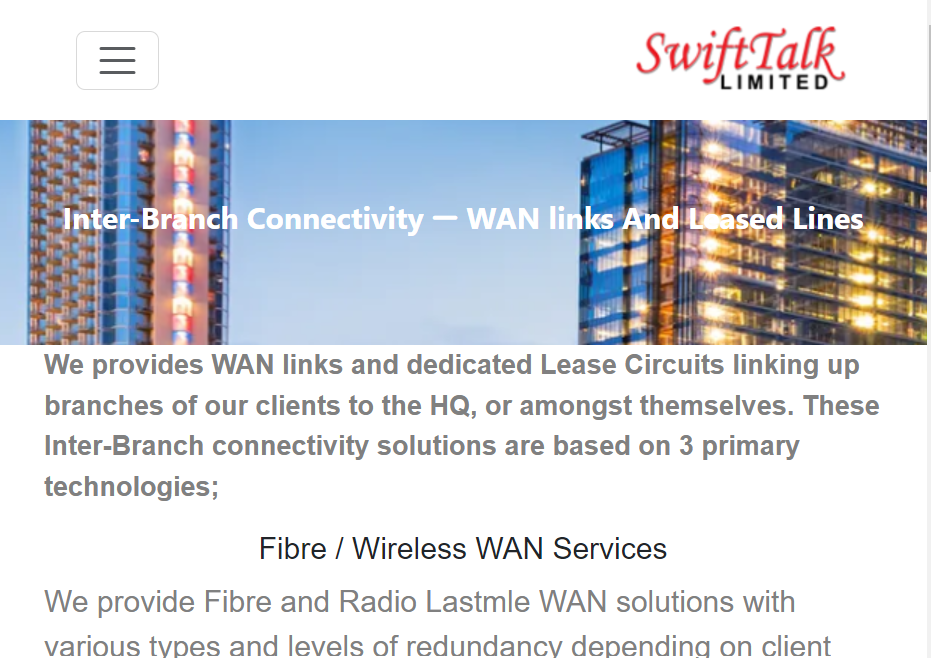 SwiftTalk
LIMITED
Inter-Branch Connectivity — WAN links And Leased Lines
We provides WAN links and dedicated Lease Circuits linking up
branches of our clients to the HQ, or amongst themselves. These
Inter-Branch connectivity solutions are based on 3 primary
technologies;
Fibre / Wireless WAN Services
We provide Fibre and Radio Lastmle WAN solutions with
various types and levels of redundancy depending on client